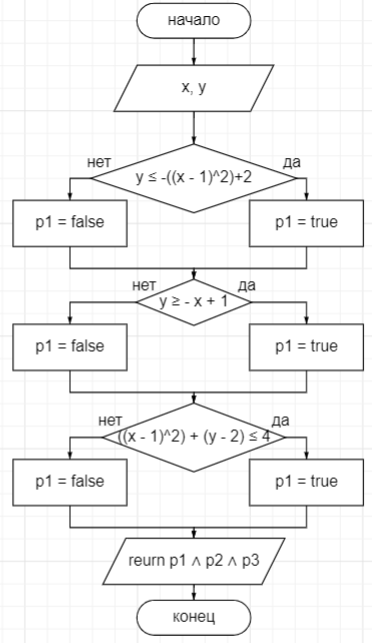 начало
x, y
нет
да
y ≤ -((x - 1)^2)+2
p1 = false
p1 = true
нет
да
y ≥ - x + 1
p1 = false
p1 = true
нет
да
((x - 1)^2) + (y - 2) ≤ 4
p1 = false
p1 = true
reurn p1 ∧ p2 ∧ p3
конец